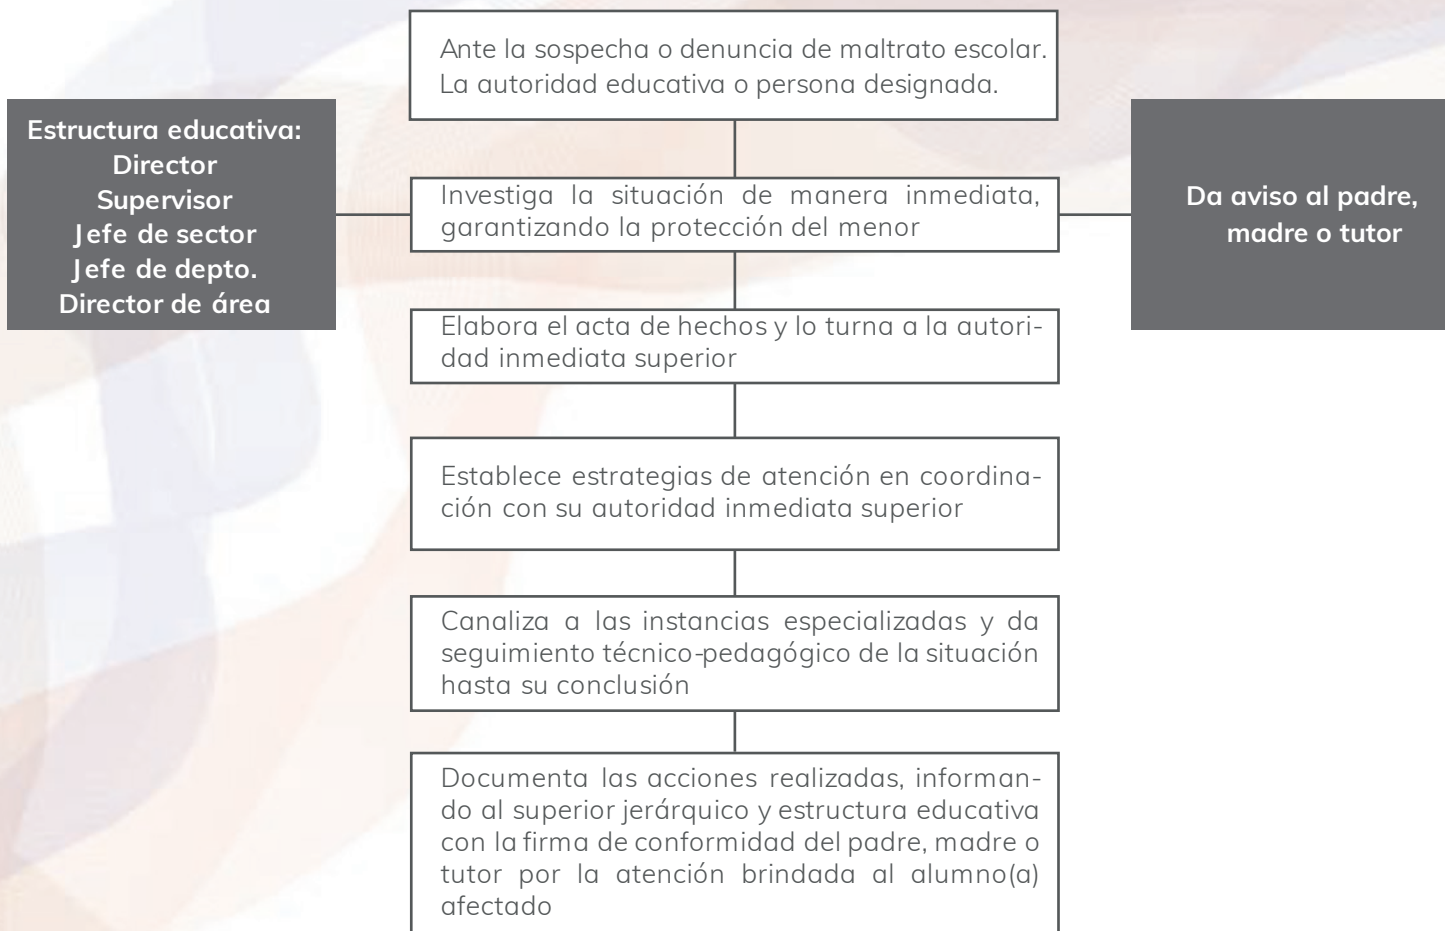 Ante la sospecha o denuncia de maltrato escolar.
La autoridad educativa o persona designada.
Estructura educativa:
Director
Supervisor
Jefe de sector
Jefe de depto.
Director de área
Investiga la situación de manera inmediata,
garantizando la protección del menor
Da aviso al padre,
madre o tutor
Elabora el acta de hechos y lo turna a la autori-
dad inmediata superior
Establece estrategias de atención en coordina-
ción con su autoridad inmediata superior
Canaliza a las instancias especializadas y da
seguimiento técnico-pedagógico de la situación
hasta su conclusión
Documenta las acciones realizadas, informan-
do al superior jerárquico y estructura educativa
con la firma de conformidad del padre, madre o
tutor por la atención brindada al alumno(a)
afectado